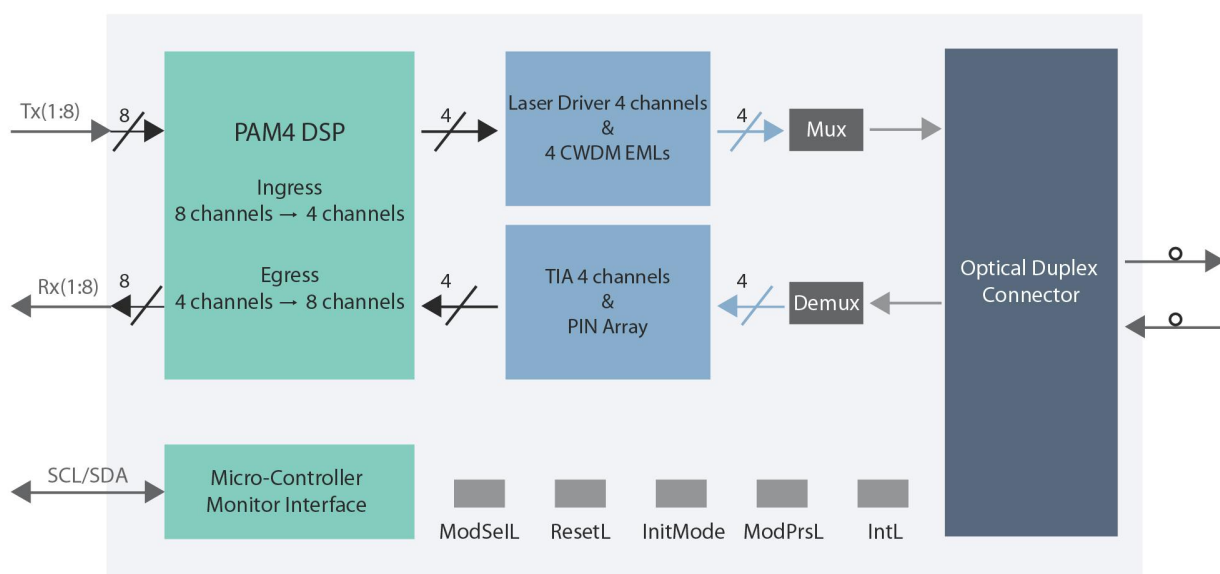 Tx(1:8)
8
PAM4 DSP
Ingress
8 channels → 4 channels
Egress
4 channels → 8 channels
Rx(1:8)
8
4
4
Laser Driver 4 channels
&
4 CWDM EMLs
TIA 4 channels
&
PIN Array
4
4
Mux
Demux
Optical Duplex
Connector
SCL/SDA
Micro-Controller
Monitor Interface
ModSelL
ResetL
InitMode
ModPrsL
IntL